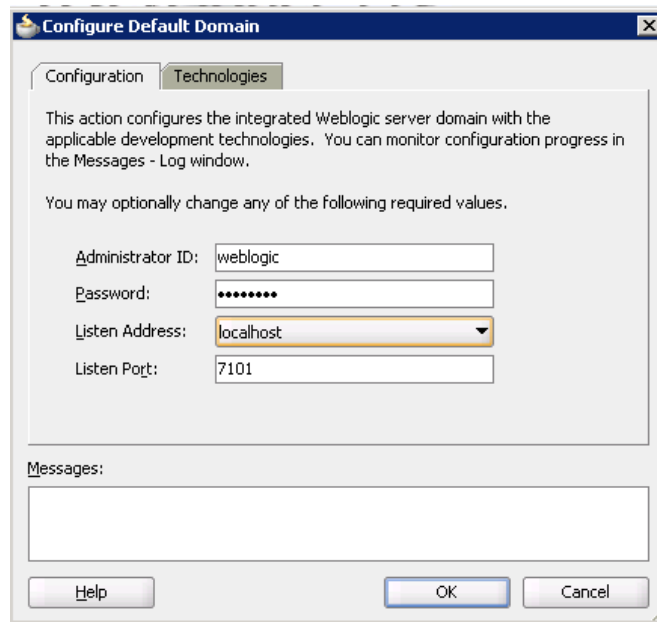 Configure Default Domain
Configuration
Technologies
This action configures the integrated Weblogic server domain with the
applicable development technologies. You can monitor configuration progress in
the Messages - Log window.
You may optionally change any of the following required values.
Administrator ID: weblogic
Password: ••••••••
Listen Address: localhost
Listen Port: 7101
Messages:
Help
OK
Cancel